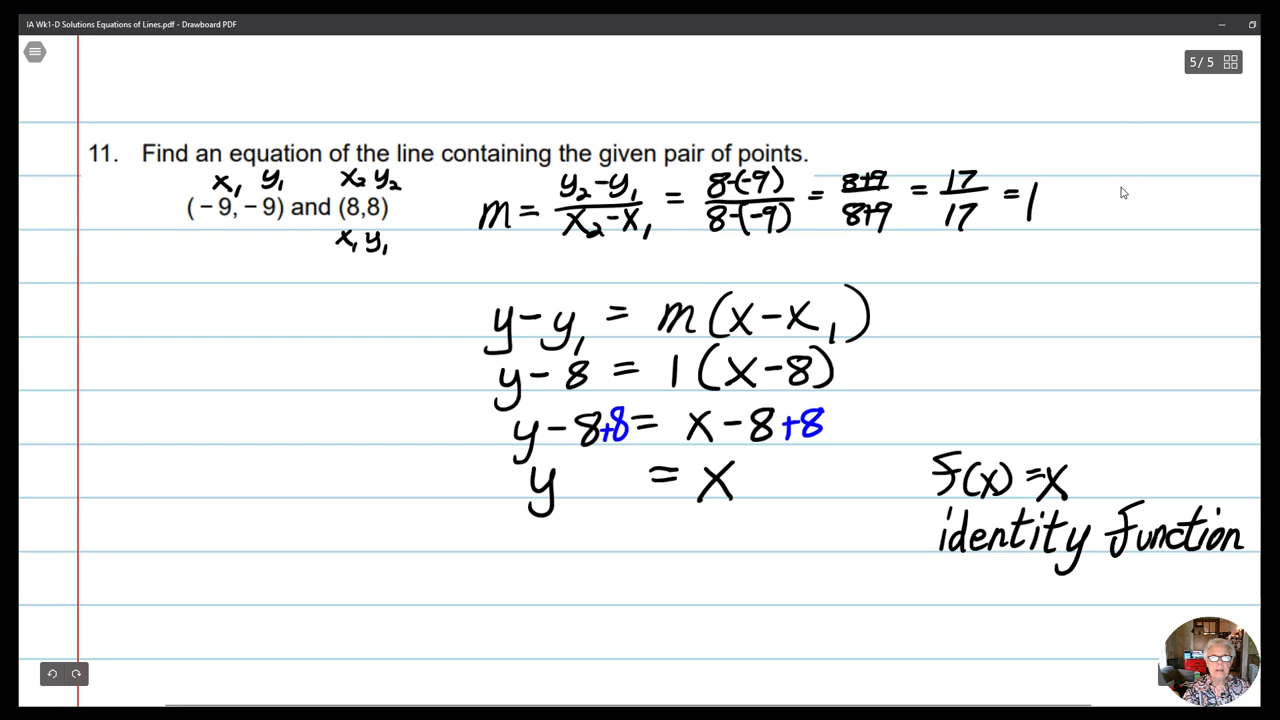 IA Wk1-D Solutions Equations of Lines.pdf - Drawboard PDF
5 / 5
11. Find an equation of the line containing the given pair of points.
x₁ y₁ x₂ y₂
(−9,−9) and (8,8)
x₁ y₁
m = (y₂−y₁)/(x₂−x₁) = (8-(-9))/(8-(-9)) = (8+9)/(8+9) = 17/17 = 1
y−y₁ = m(x−x₁)
y−8 = 1(x−8)
y−8+8 = x−8+8
y = x
f(x)=x
identity function